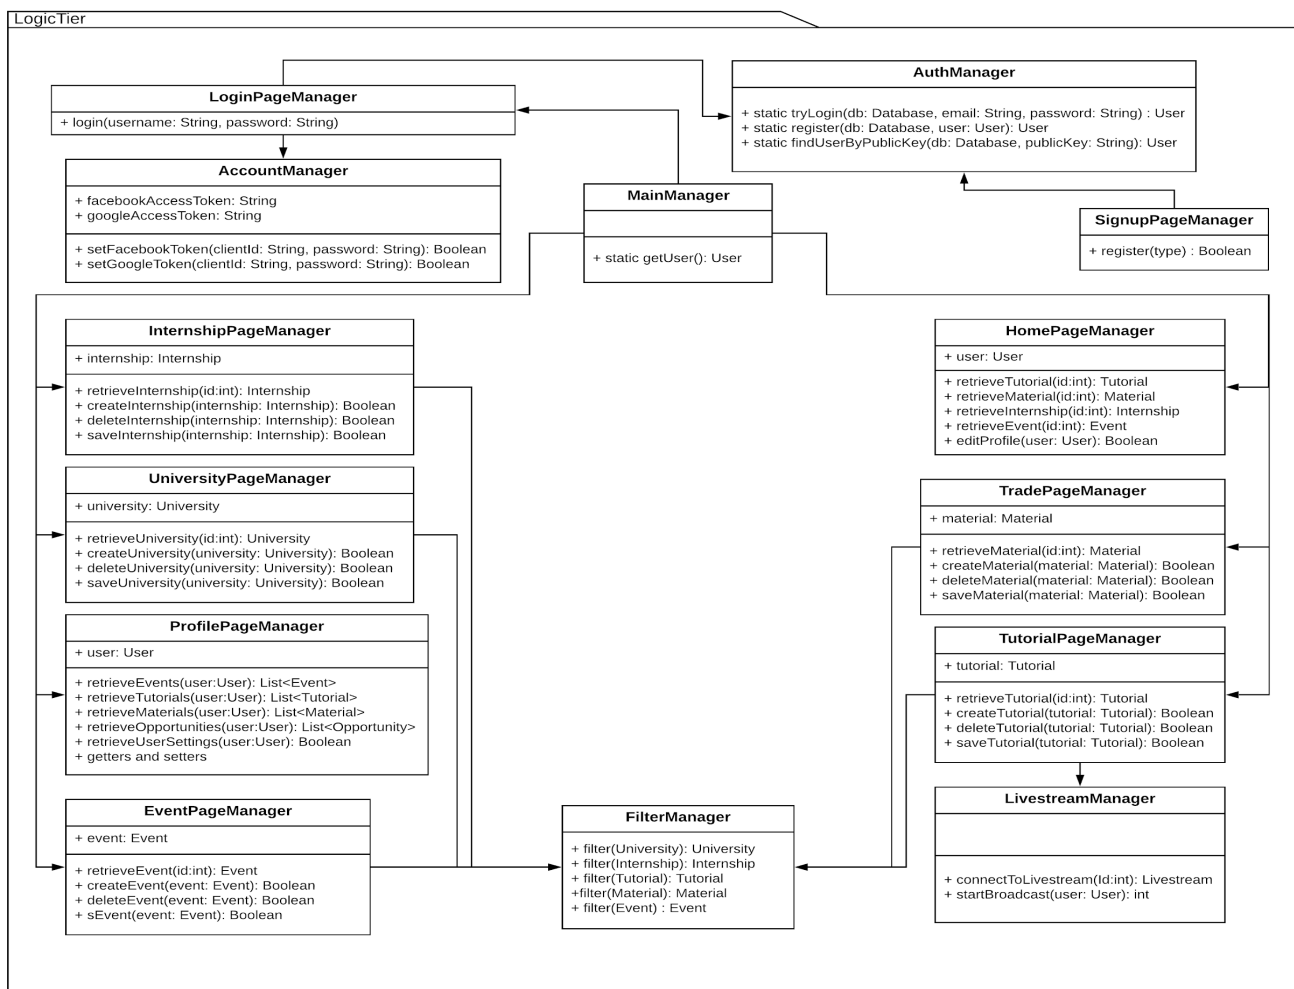 LogicTier
LoginPageManager
+ login(username: String, password: String)
AuthManager
+ static tryLogin(db: Database, email: String, password: String) : User
+ static register(db: Database, user: User): User
+ static findUserByPublicKey(db: Database, publicKey: String): User
AccountManager
+ facebookAccessToken: String
+ googleAccessToken: String
+ setFacebookToken(clientId: String, password: String): Boolean
+ setGoogleToken(clientId: String, password: String): Boolean
MainManager
+ static getUser(): User
SignupPageManager
+ register(type) : Boolean
InternshipPageManager
+ internship: Internship
+ retrieveInternship(id:int): Internship
+ createInternship(internship: Internship): Boolean
+ deleteInternship(internship: Internship): Boolean
+ saveInternship(internship: Internship): Boolean
HomePageManager
+ user: User
+ retrieveTutorial(id:int): Tutorial
+ retrieveMaterial(id:int): Material
+ retrieveInternship(id:int): Internship
+ retrieveEvent(id:int): Event
+ editProfile(user: User): Boolean
UniversityPageManager
+ university: University
+ retrieveUniversity(id:int): University
+ createUniversity(university: University): Boolean
+ deleteUniversity(university: University): Boolean
+ saveUniversity(university: University): Boolean
TradePageManager
+ material: Material
+ retrieveMaterial(id:int): Material
+ createMaterial(material: Material): Boolean
+ deleteMaterial(material: Material): Boolean
+ saveMaterial(material: Material): Boolean
ProfilePageManager
+ user: User
+ retrieveEvents(user:User): List<Event>
+ retrieveTutorials(user:User): List<Tutorial>
+ retrieveMaterials(user:User): List<Material>
+ retrieveOpportunities(user:User): List<Opportunity>
+ retrieveUserSettings(user:User): Boolean
+ getters and setters
TutorialPageManager
+ tutorial: Tutorial
+ retrieveTutorial(id:int): Tutorial
+ createTutorial(tutorial: Tutorial): Boolean
+ deleteTutorial(tutorial: Tutorial): Boolean
+ saveTutorial(tutorial: Tutorial): Boolean
EventPageManager
+ event: Event
+ retrieveEvent(id:int): Event
+ createEvent(event: Event): Boolean
+ deleteEvent(event: Event): Boolean
+ sEvent(event: Event): Boolean
FilterManager
+ filter(University): University
+ filter(Internship): Internship
+ filter(Tutorial): Tutorial
+filter(Material): Material
+ filter(Event) : Event
LivestreamManager
+ connectToLivestream(Id:int): Livestream
+ startBroadcast(user: User): int